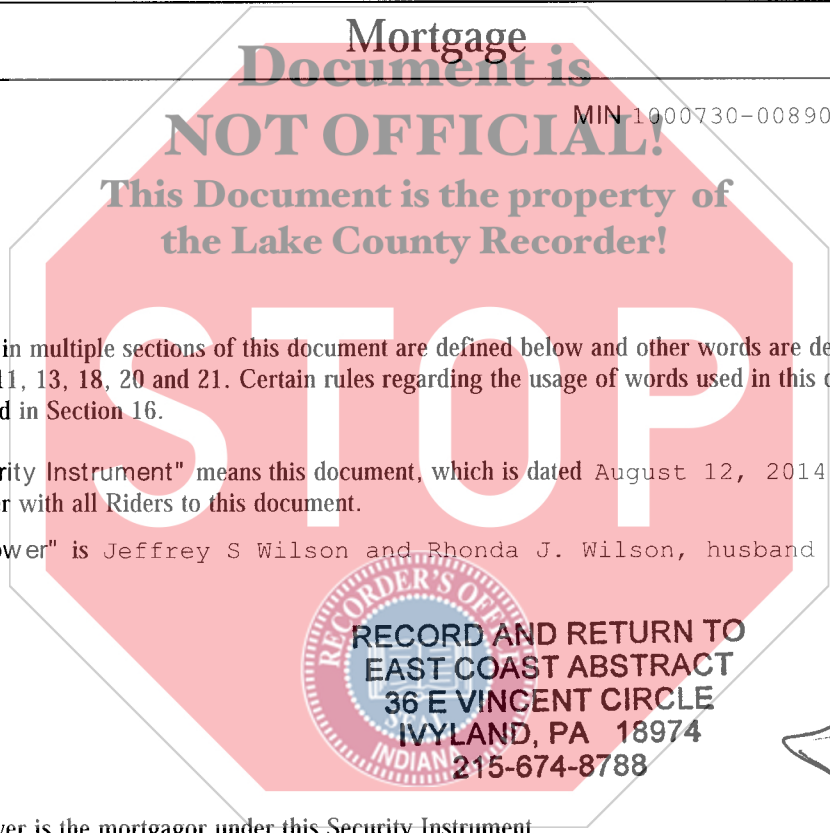 Mortgage
Document is
NOT OFFICIAL!
MIN 1000730-00890
This Document is the property of
the Lake County Recorder!
STOP
in multiple sections of this document are defined below and other words are de
11, 13, 18, 20 and 21. Certain rules regarding the usage of words used in this
d in Section 16.
rity Instrument" means this document, which is dated August 12, 2014
er with all Riders to this document.
ower" is Jeffrey S Wilson and Rhonda J. Wilson, husband
RECORDER'S OFFICE
SEAL
INDIANA
RECORD AND RETURN TO
EAST COAST ABSTRACT
36 E VINCENT CIRCLE
IVYLAND, PA 18974
215-674-8788
ver is the mortgagor under this Security Instrument